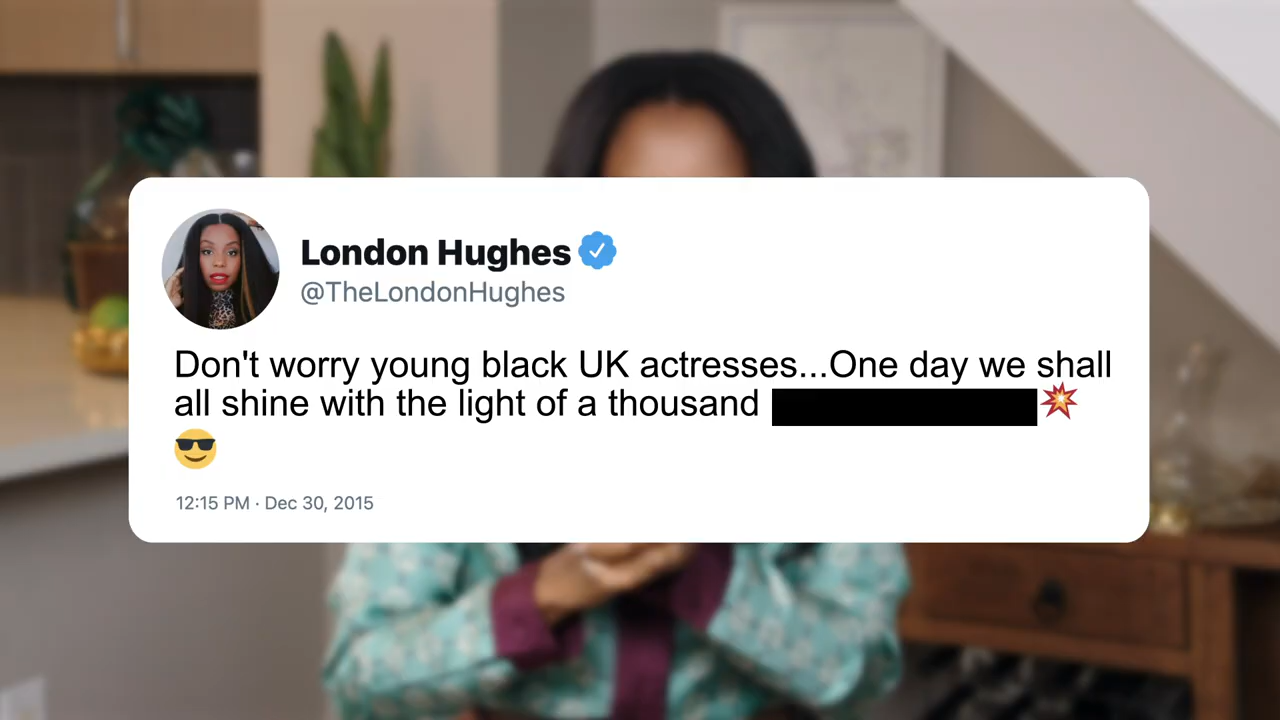 London Hughes
@TheLondonHughes
Don't worry young black UK actresses...One day we shall
all shine with the light of a thousand 💥
😎
12:15 PM · Dec 30, 2015